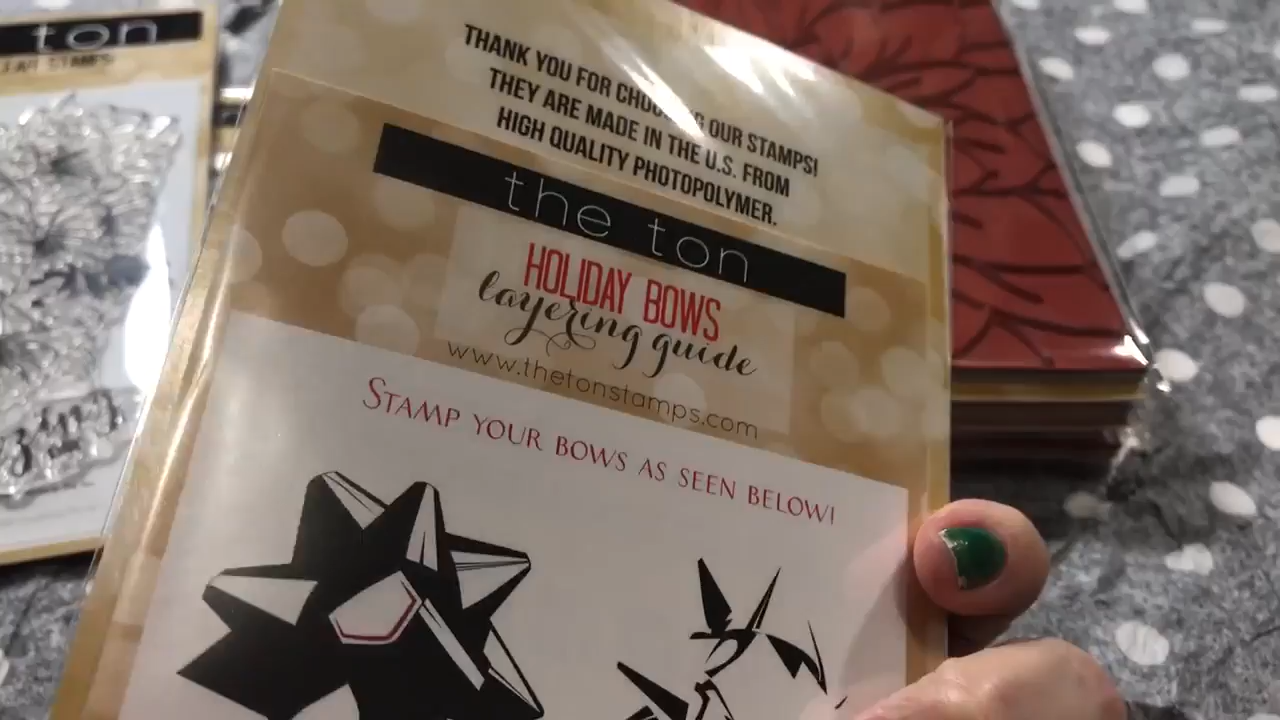 ton
THANK YOU FOR OUR STAMPS!
THEY ARE MADE IN THE U.S. FROM
HIGH QUALITY PHOTOPOLYMER.
the ton
HOLIDAY BOWS
layering guide
www.thetonstamps.com
STAMP YOUR BOWS AS SEEN BELOW!